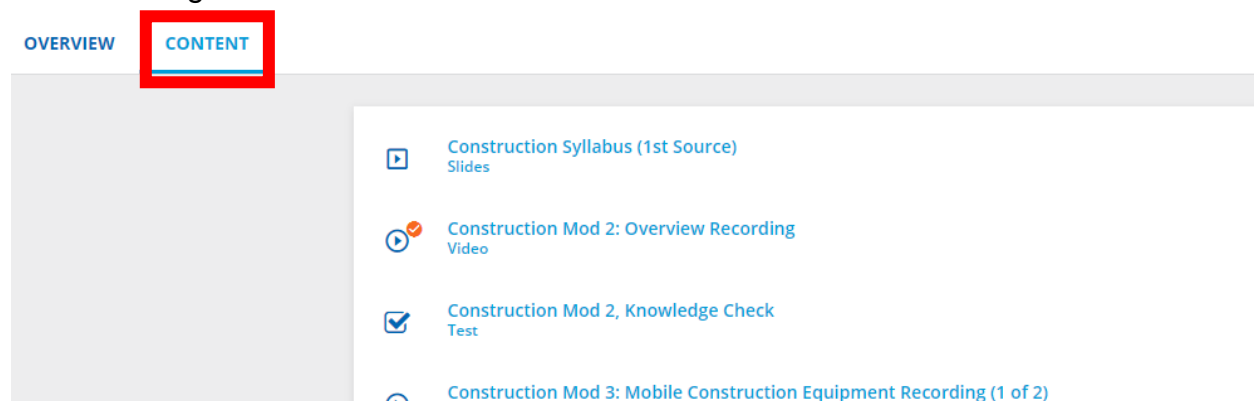 OVERVIEW CONTENT
Construction Syllabus (1st Source)
Slides
Construction Mod 2: Overview Recording
Video
Construction Mod 2, Knowledge Check
Test
Construction Mod 3: Mobile Construction Equipment Recording (1 of 2)